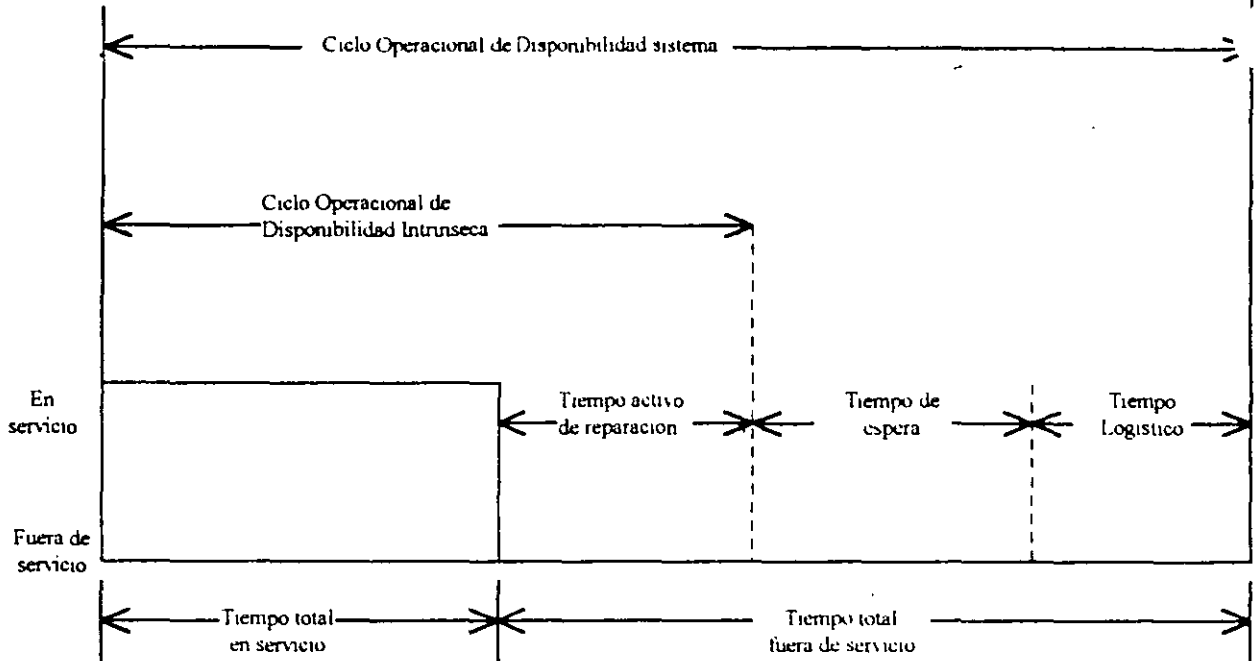 Ciclo Operacional de Disponibilidad sistema
Ciclo Operacional de
Disponibilidad Intrunseca
En
servicio
Tiempo activo
de reparacion
Tiempo de
espera
Tiempo
Logistico
Fuera de
servicio
Tiempo total
en servicio
Tiempo total
fuera de servicio